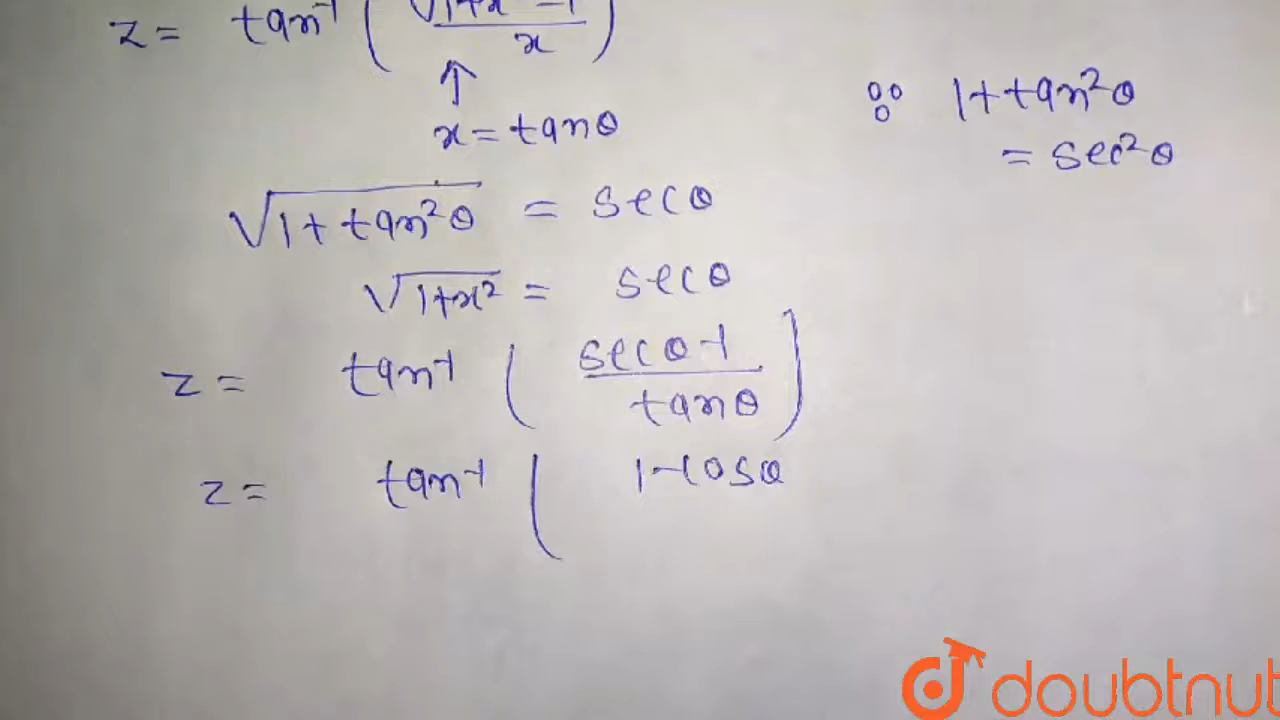 z = tan⁻¹ ( √1+x² -1 / x )
↑
x = tanθ
∵ 1+tan²θ
= sec²θ
√1+tan²θ = secθ
√1+x² = secθ
z = tan⁻¹ ( secθ-1 / tanθ )
z = tan⁻¹ ( 1-cosθ
doubtnut